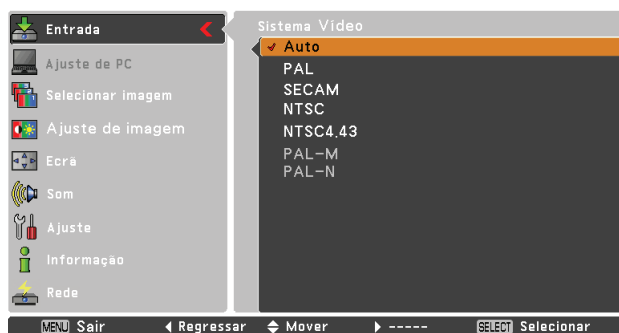 Entrada
Ajuste de PC
Selecionar imagem
Ajuste de imagem
Ecrã
Som
Ajuste
Informação
Rede
Sistema Vídeo
Auto
PAL
SECAM
NTSC
NTSC4.43
PAL-M
PAL-N
MENU Sair Regressar Mover ----- SELECT Selecionar